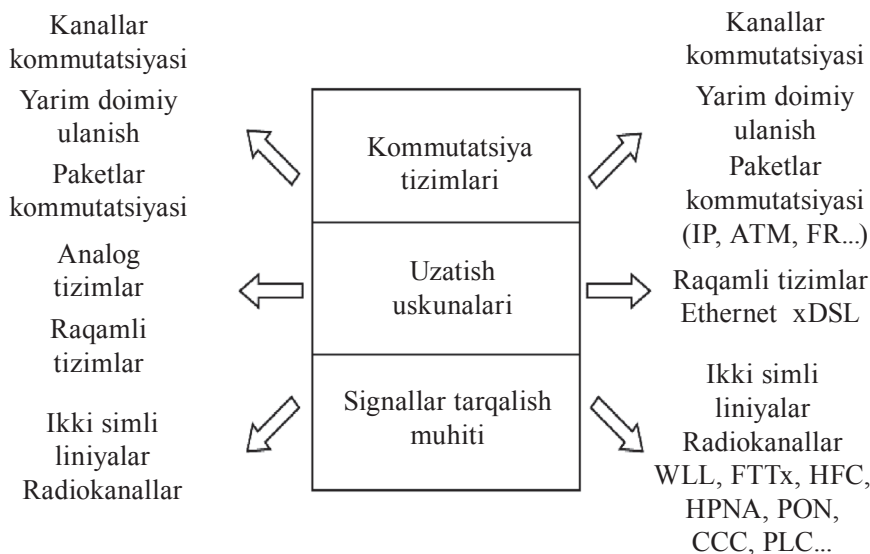 Kanallar
kommutatsiyasi
Yarim doimiy
ulanish
Paketlar
kommutatsiyasi
Analog
tizimlar
Raqamli
tizimlar
Ikki simli
liniyalar
Radiokanallar
Kommutatsiya
tizimlari
Uzatish
uskunalari
Signallar tarqalish
muhiti
Kanallar
kommutatsiyasi
Yarim doimiy
ulanish
Paketlar
kommutatsiyasi
(IP, ATM, FR...)
Raqamli tizimlar
Ethernet xDSL
Ikki simli
liniyalar
Radiokanallar
WLL, FTTx, HFC,
HPNA, PON,
CCC, PLC...